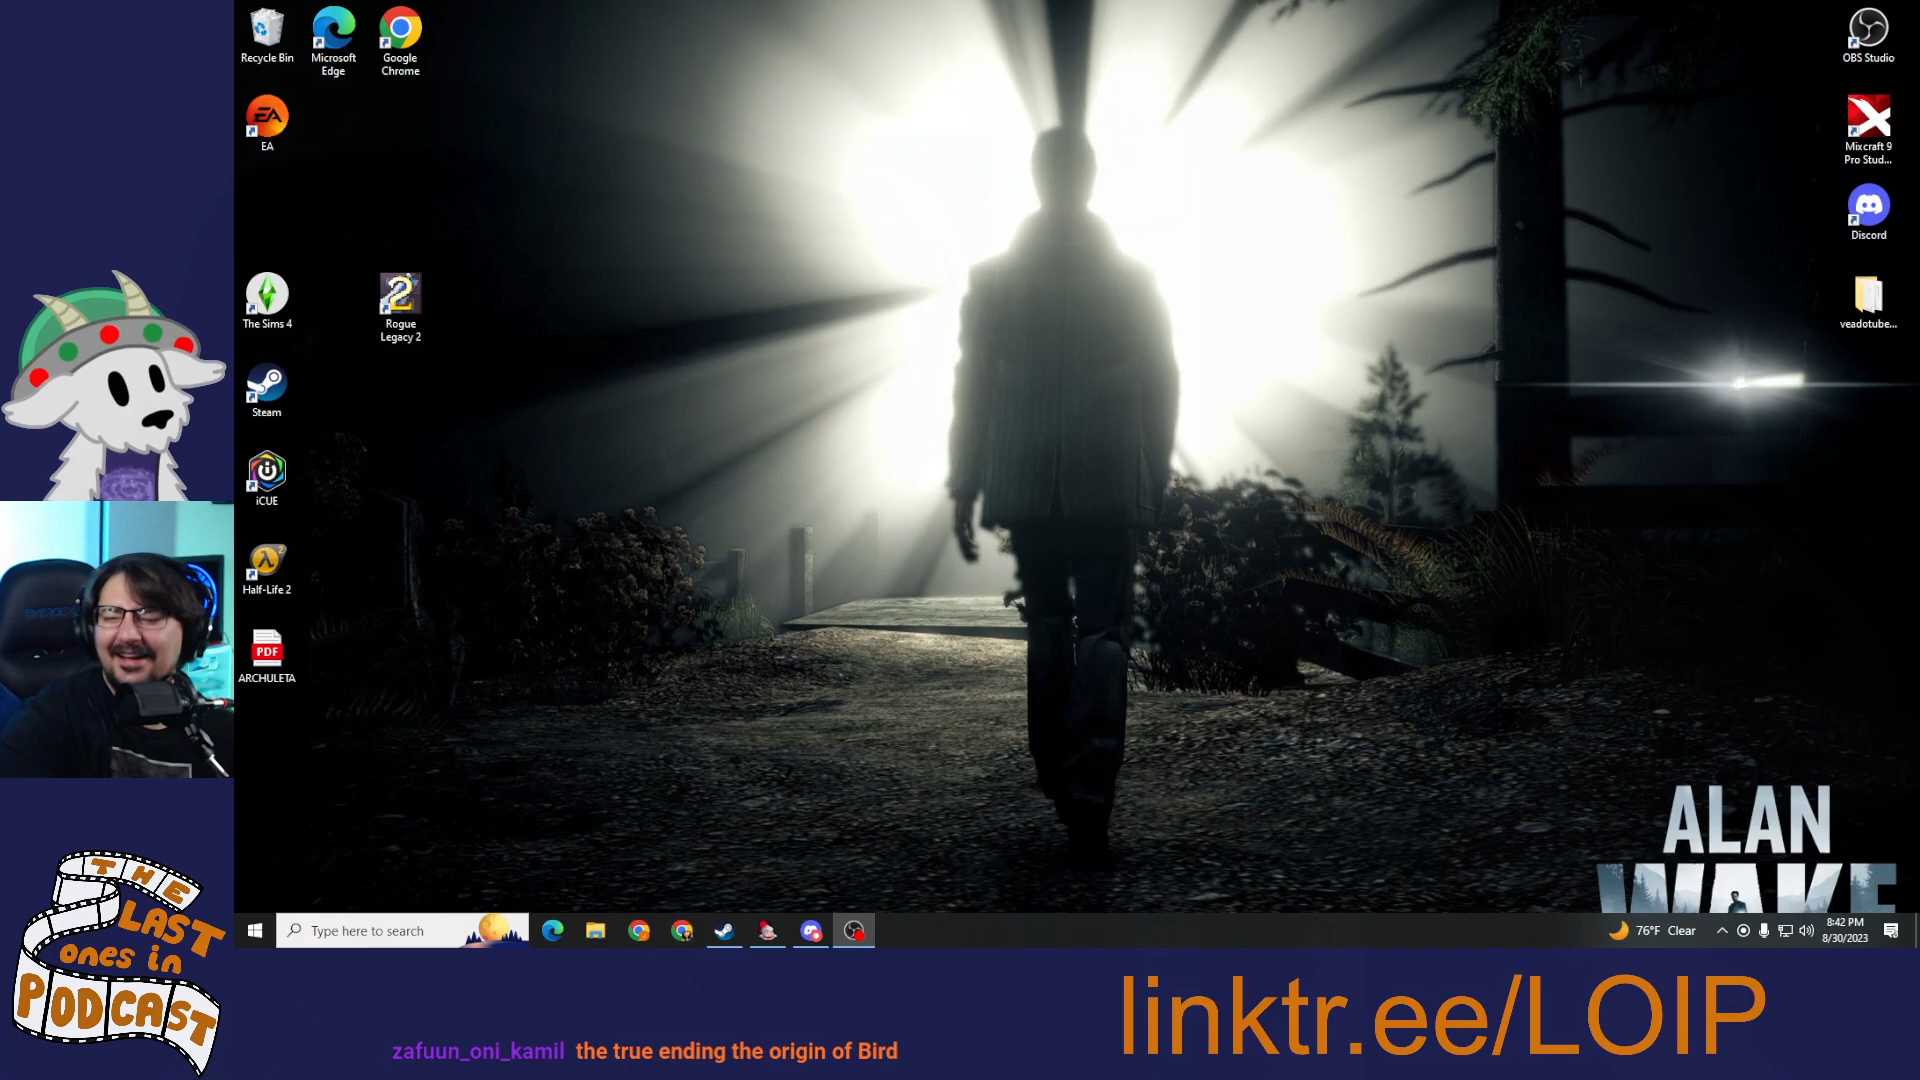 Recycle Bin
Microsoft
Edge
Google
Chrome
EA
EA
The Sims 4
2
Rogue
Legacy 2
Steam
iCUE
2
Half-Life 2
PDF
ARCHULETA
OBS Studio
Mixcraft 9
Pro Stud...
Discord
veadotube...
ALAN
WAKE
Type here to search
76°F Clear
8:42 PM
8/30/2023
THE
LAST
ones in
PODCAST
linktr.ee/LOIP
zafuun_oni_kamil the true ending the origin of Bird